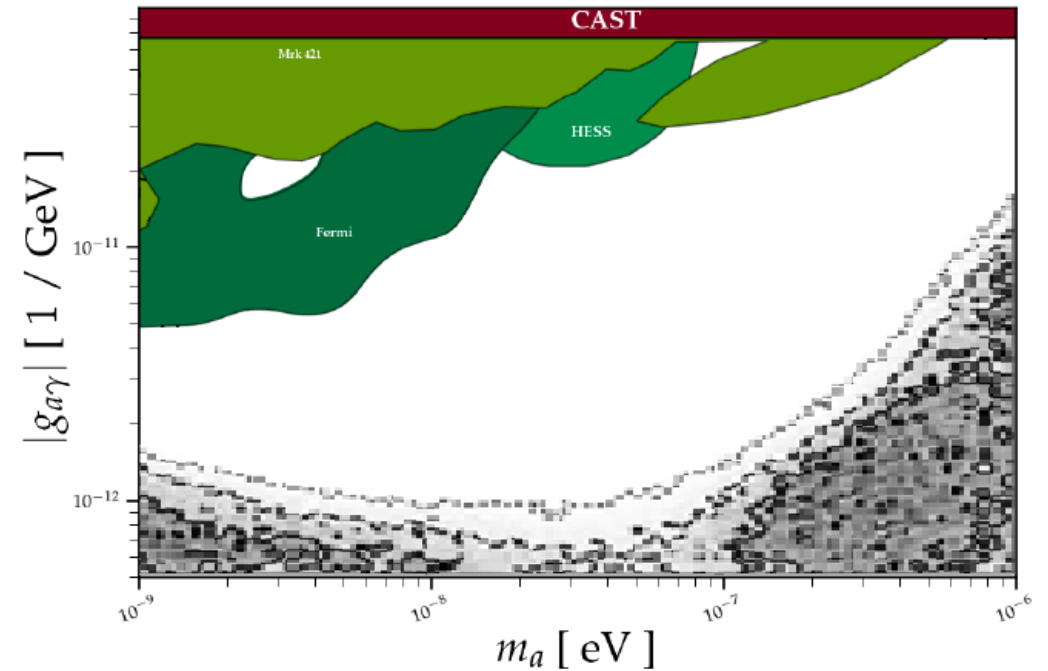 CAST
Mrk 421
HESS
Fermi
|g_{aγ}| [ 1 / GeV ]
10⁻¹¹
10⁻¹²
10⁻⁹
10⁻⁸
10⁻⁷
10⁻⁶
m_a [ eV ]